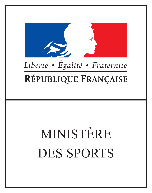 Liberté • Égalité • Fraternité
RÉPUBLIQUE FRANÇAISE
MINISTÈRE
DES SPORTS